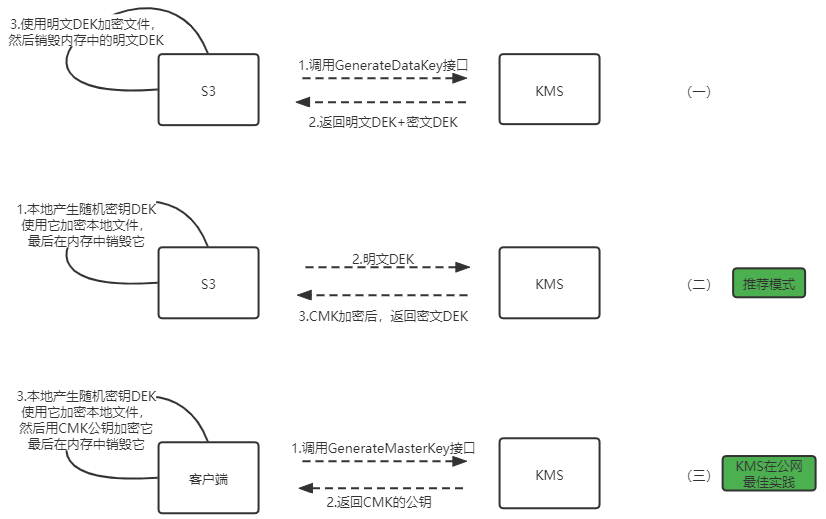 3.使用明文DEK加密文件，
然后销毁内存中的明文DEK
S3
1.调用GenerateDataKey接口
2.返回明文DEK+密文DEK
KMS
（一）
1.本地产生随机密钥DEK
使用它加密本地文件，
最后在内存中销毁它
S3
2.明文DEK
3.CMK加密后，返回密文DEK
KMS
（二）
推荐模式
3.本地产生随机密钥DEK
使用它加密本地文件，
然后用CMK公钥加密它
最后在内存中销毁它
客户端
1.调用GenerateMasterKey接口
2.返回CMK的公钥
KMS
（三）
KMS在公网
最佳实践